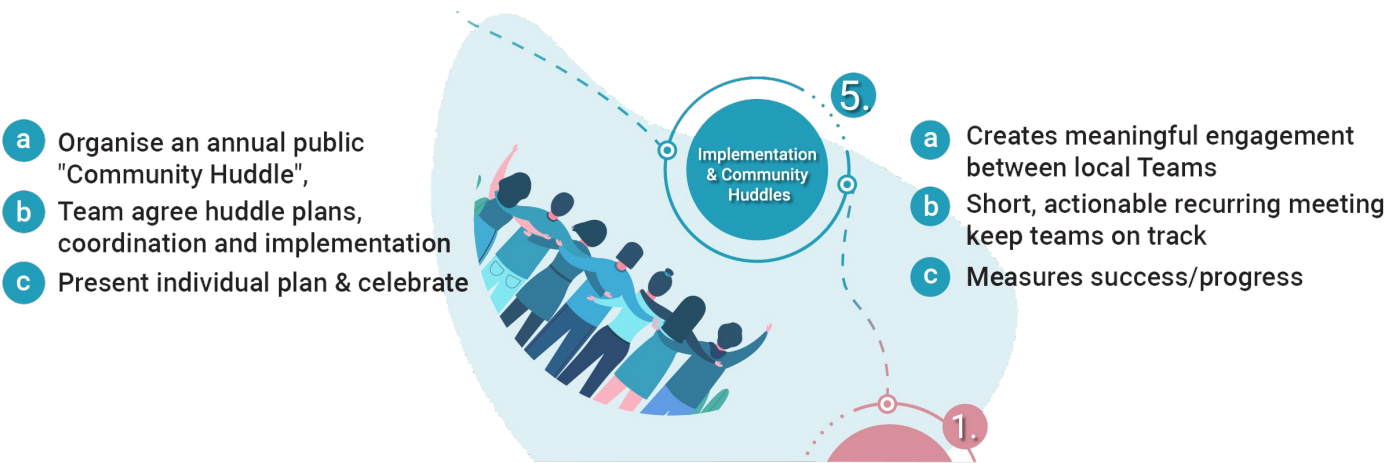 a Organise an annual public
"Community Huddle",
b Team agree huddle plans,
coordination and implementation
c Present individual plan & celebrate
5.
Implementation
& Community
Huddles
a Creates meaningful engagement
between local Teams
b Short, actionable recurring meeting
keep teams on track
c Measures success/progress
1.